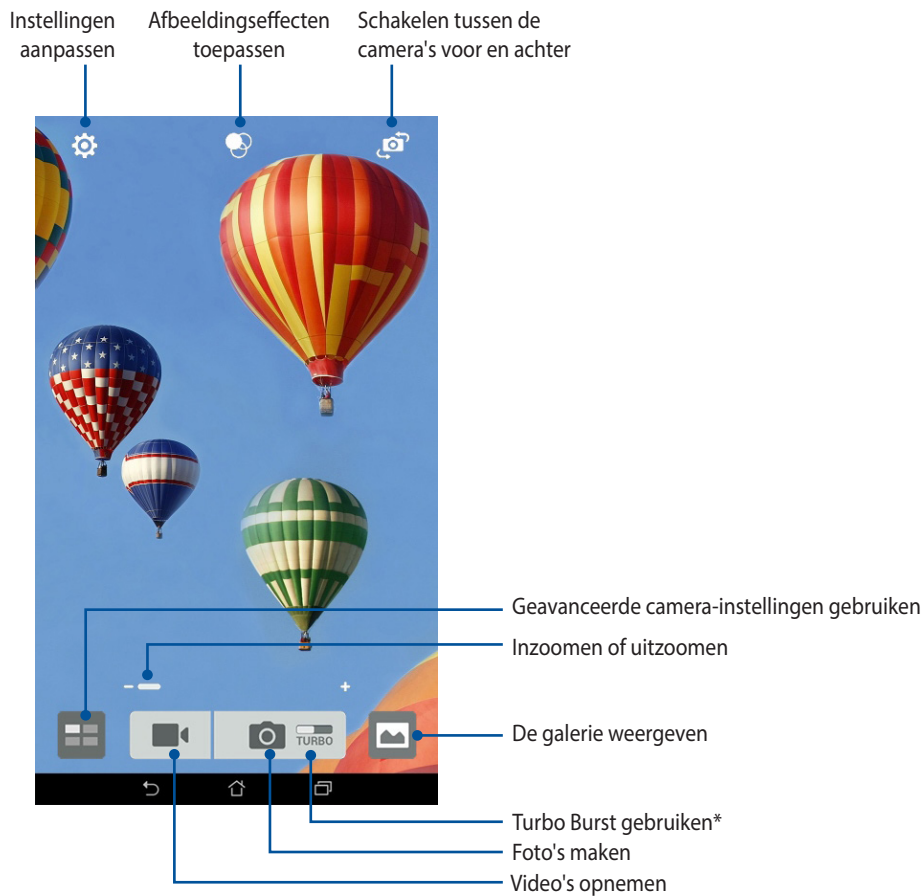 Instellingen
aanpassen
Afbeeldingseffecten
toepassen
Schakelen tussen de
camera's voor en achter
Geavanceerde camera-instellingen gebruiken
Inzoomen of uitzoomen
De galerie weergeven
TURBO
Turbo Burst gebruiken*
Foto's maken
Video's opnemen